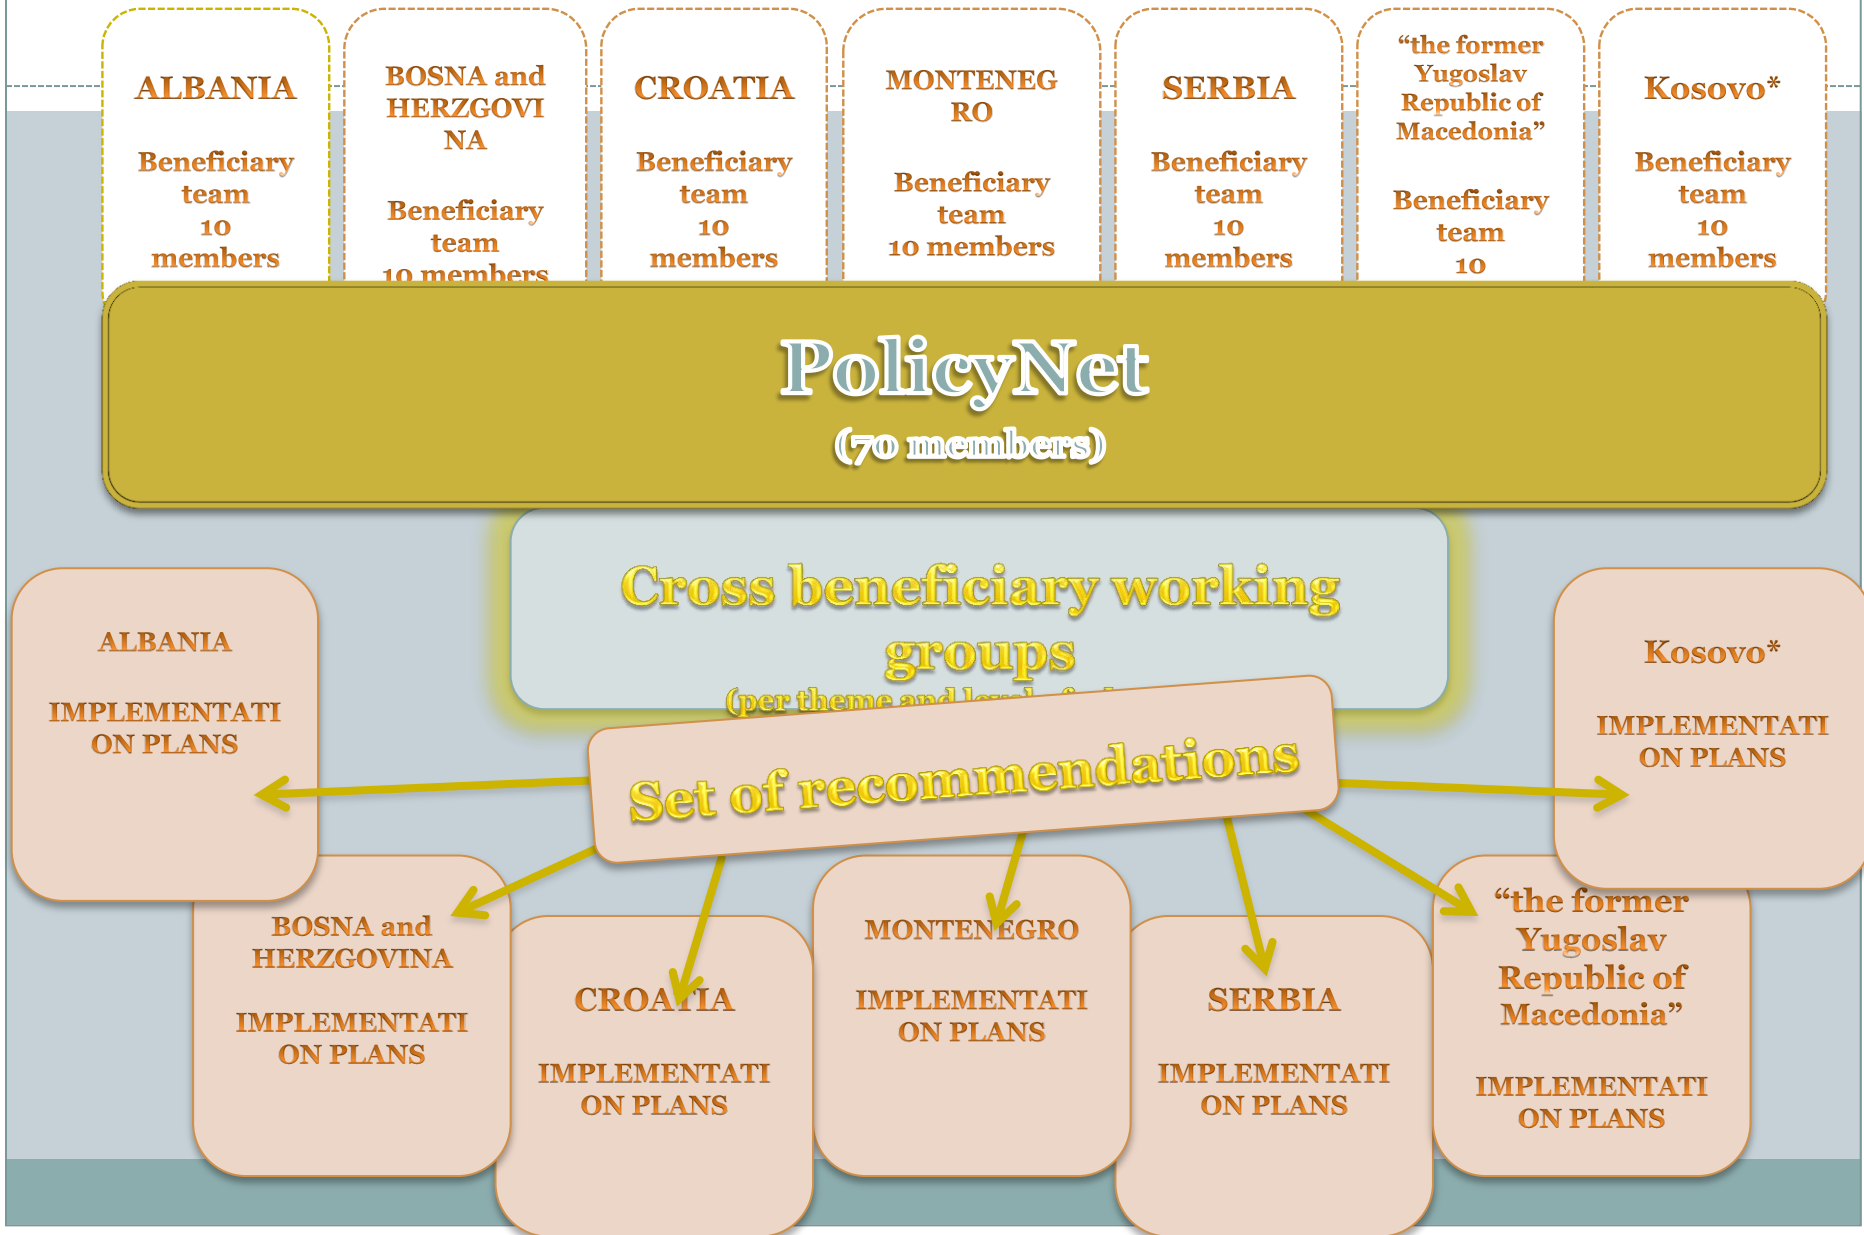 ALBANIA
Beneficiary
team
10
members
BOSNA and
HERZGOVI
NA
Beneficiary
team
10 members
CROATIA
Beneficiary
team
10
members
MONTENEG
RO
Beneficiary
team
10 members
SERBIA
Beneficiary
team
10
members
“the former
Yugoslav
Republic of
Macedonia”
Beneficiary
team
10
Kosovo*
Beneficiary
team
10
members
PolicyNet
(70 members)
Cross beneficiary working
groups
(per theme and level
Set of recommendations
ALBANIA
IMPLEMENTATI
ON PLANS
BOSNA and
HERZGOVINA
IMPLEMENTATI
ON PLANS
CROATIA
IMPLEMENTATI
ON PLANS
MONTENEGRO
IMPLEMENTATI
ON PLANS
SERBIA
IMPLEMENTATI
ON PLANS
“the former
Yugoslav
Republic of
Macedonia”
IMPLEMENTATI
ON PLANS
Kosovo*
IMPLEMENTATI
ON PLANS